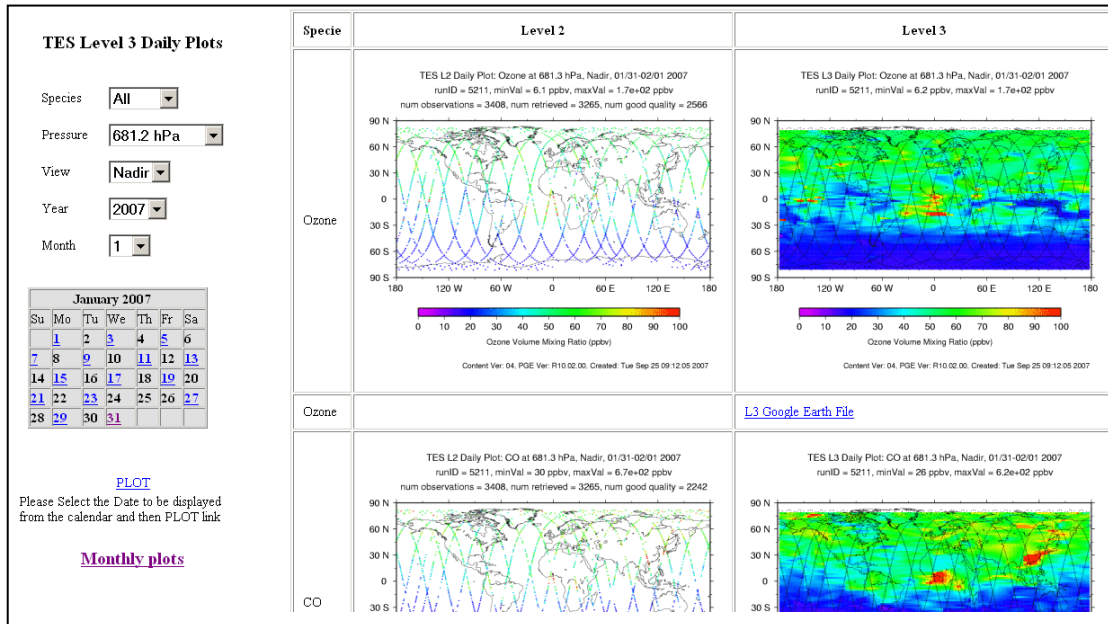 TES Level 3 Daily Plots
Species All
Pressure 681.2 hPa
View Nadir
Year 2007
Month 1
January 2007
Su Mo Tu We Th Fr Sa
1 2 3 4 5 6
7 8 9 10 11 12 13
14 15 16 17 18 19 20
21 22 23 24 25 26 27
28 29 30 31
PLOT
Please Select the Date to be displayed
from the calendar and then PLOT link
Monthly plots
Specie Level 2 Level 3
Ozone
TES L2 Daily Plot: Ozone at 681.3 hPa, Nadir, 01/31-02/01 2007
runID = 5211, minVal = 6.1 ppbv, maxVal = 1.7e+02 ppbv
num observations = 3408, num retrieved = 3265, num good quality = 2566
90 N
60 N
30 N
0
30 S
60 S
90 S
180 120 W 60 W 0 60 E 120 E 180
0 10 20 30 40 50 60 70 80 90 100
Ozone Volume Mixing Ratio (ppbv)
Content Ver: 04, PGE Ver: R10.02.00, Created: Tue Sep 25 09:12:05 2007
TES L3 Daily Plot: Ozone at 681.3 hPa, Nadir, 01/31-02/01 2007
runID = 5211, minVal = 6.2 ppbv, maxVal = 1.7e+02 ppbv
90 N
60 N
30 N
0
30 S
60 S
90 S
180 120 W 60 W 0 60 E 120 E 180
0 10 20 30 40 50 60 70 80 90 100
Ozone Volume Mixing Ratio (ppbv)
Content Ver: 04, PGE Ver: R10.02.00, Created: Tue Sep 25 09:12:05 2007
Ozone L3 Google Earth File
CO
TES L2 Daily Plot: CO at 681.3 hPa, Nadir, 01/31-02/01 2007
runID = 5211, minVal = 30 ppbv, maxVal = 6.7e+02 ppbv
num observations = 3408, num retrieved = 3265, num good quality = 2242
90 N
60 N
30 N
0
30 S
TES L3 Daily Plot: CO at 681.3 hPa, Nadir, 01/31-02/01 2007
runID = 5211, minVal = 26 ppbv, maxVal = 6.2e+02 ppbv
90 N
60 N
30 N
0
30 S